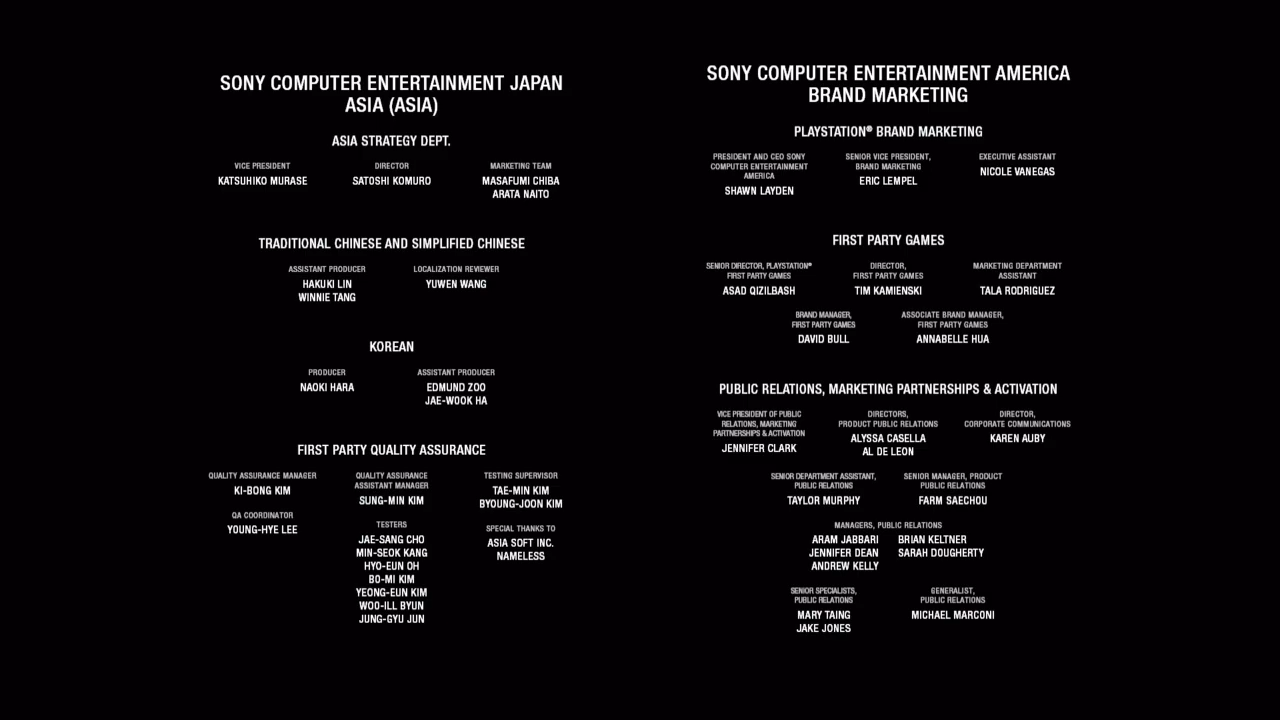 SONY COMPUTER ENTERTAINMENT JAPAN
ASIA (ASIA)
ASIA STRATEGY DEPT.
VICE PRESIDENT
KATSUHIKO MURASE
DIRECTOR
SATOSHI KOMURO
MARKETING TEAM
MASAFUMI CHIBA
ARATA NAITO
TRADITIONAL CHINESE AND SIMPLIFIED CHINESE
ASSISTANT PRODUCER
HAKUKI LIN
WINNIE TANG
LOCALIZATION REVIEWER
YUWEN WANG
KOREAN
PRODUCER
NAOKI HARA
ASSISTANT PRODUCER
EDMUND ZOO
JAE-WOOK HA
FIRST PARTY QUALITY ASSURANCE
QUALITY ASSURANCE MANAGER
KI-BONG KIM
QA COORDINATOR
YOUNG-HYE LEE
QUALITY ASSURANCE
ASSISTANT MANAGER
SUNG-MIN KIM
TESTERS
JAE-SANG CHO
MIN-SEOK KANG
HYO-EUN OH
BO-MI KIM
YEONG-EUN KIM
WOO-ILL BYUN
JUNG-GYU JUN
TESTING SUPERVISOR
TAE-MIN KIM
BYOUNG-JOON KIM
SPECIAL THANKS TO
ASIA SOFT INC.
NAMELESS
SONY COMPUTER ENTERTAINMENT AMERICA
BRAND MARKETING
PLAYSTATION® BRAND MARKETING
PRESIDENT AND CEO SONY
COMPUTER ENTERTAINMENT
AMERICA
SHAWN LAYDEN
SENIOR VICE PRESIDENT,
BRAND MARKETING
ERIC LEMPEL
EXECUTIVE ASSISTANT
NICOLE VANEGAS
FIRST PARTY GAMES
SENIOR DIRECTOR, PLAYSTATION®
FIRST PARTY GAMES
ASAD QIZILBASH
DIRECTOR,
FIRST PARTY GAMES
TIM KAMIENSKI
MARKETING DEPARTMENT
ASSISTANT
TALA RODRIGUEZ
BRAND MANAGER,
FIRST PARTY GAMES
DAVID BULL
ASSOCIATE BRAND MANAGER,
FIRST PARTY GAMES
ANNABELLE HUA
PUBLIC RELATIONS, MARKETING PARTNERSHIPS & ACTIVATION
VICE PRESIDENT OF PUBLIC
RELATIONS, MARKETING
PARTNERSHIPS & ACTIVATION
JENNIFER CLARK
DIRECTORS,
PRODUCT PUBLIC RELATIONS
ALYSSA CASELLA
AL DE LEON
DIRECTOR,
CORPORATE COMMUNICATIONS
KAREN AUBY
SENIOR DEPARTMENT ASSISTANT,
PUBLIC RELATIONS
TAYLOR MURPHY
SENIOR MANAGER, PRODUCT
PUBLIC RELATIONS
FARM SAECHOU
MANAGERS, PUBLIC RELATIONS
ARAM JABBARI
JENNIFER DEAN
ANDREW KELLY
BRIAN KELTNER
SARAH DOUGHERTY
SENIOR SPECIALISTS,
PUBLIC RELATIONS
MARY TAING
JAKE JONES
GENERALIST,
PUBLIC RELATIONS
MICHAEL MARCONI